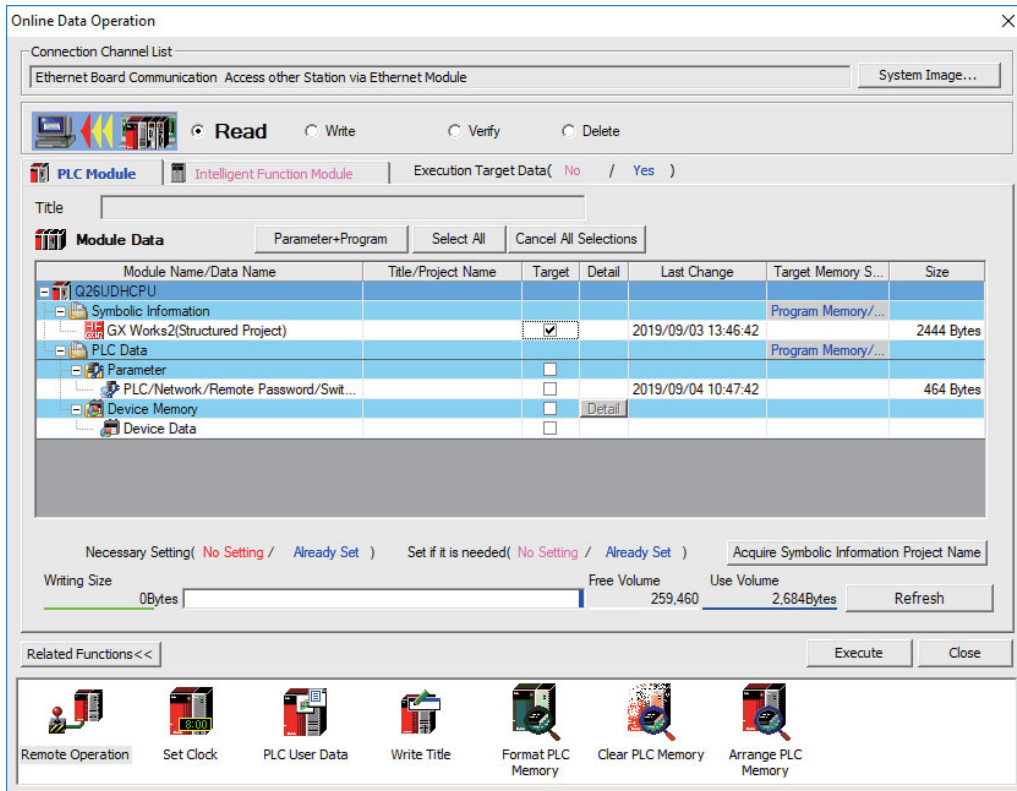 Online Data Operation
Connection Channel List
Ethernet Board Communication Access other Station via Ethernet Module
System Image...
Read Write Verify Delete
PLC Module Intelligent Function Module Execution Target Data( No / Yes )
Title
Module Data Parameter+Program Select All Cancel All Selections
Module Name/Data Name Title/Project Name Target Detail Last Change Target Memory S... Size
Q26UDHCPU
Symbolic Information Program Memory/...
GX Works2(Structured Project) 2019/09/03 13:46:42 2444 Bytes
PLC Data Program Memory/...
Parameter
PLC/Network/Remote Password/Swit... 2019/09/04 10:47:42 464 Bytes
Device Memory Detail
Device Data
Necessary Setting( No Setting / Already Set ) Set if it is needed( No Setting / Already Set ) Acquire Symbolic Information Project Name
Writing Size Free Volume Use Volume
0Bytes 259,460 2,684Bytes Refresh
Related Functions<< Execute Close
8:00
Remote Operation Set Clock PLC User Data Write Title Format PLC Memory Clear PLC Memory Arrange PLC Memory